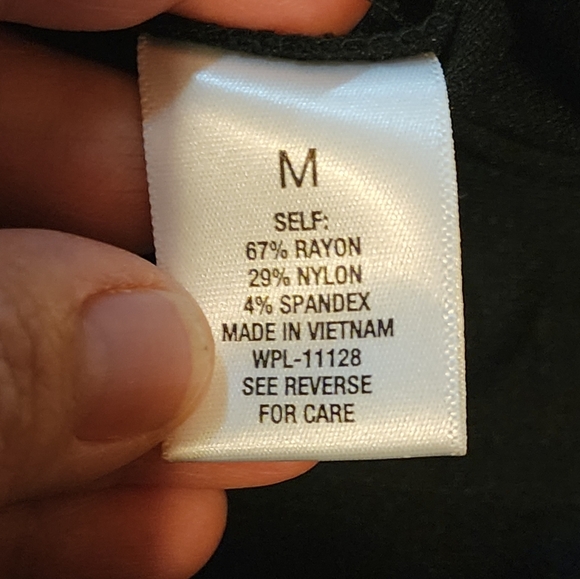 M
SELF:
67% RAYON
29% NYLON
4% SPANDEX
MADE IN VIETNAM
WPL-11128
SEE REVERSE
FOR CARE